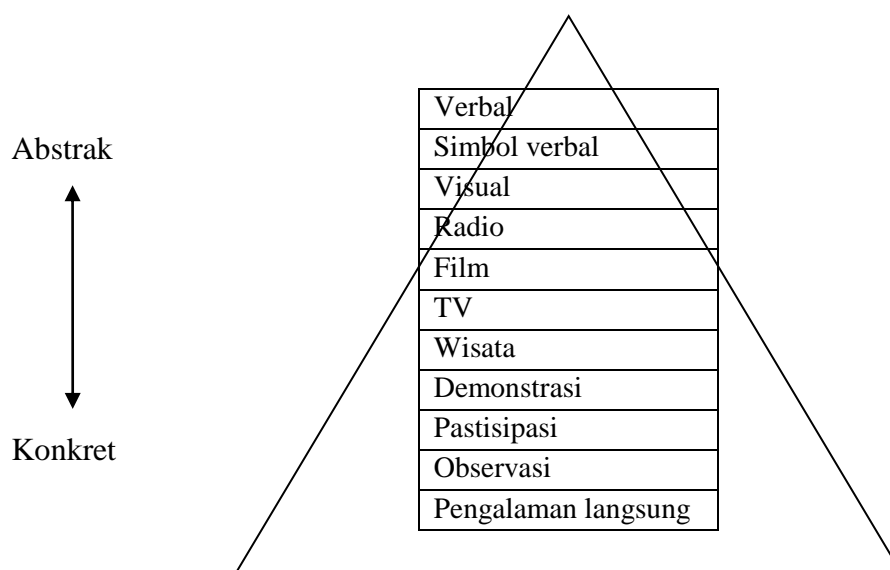 Verbal
Abstrak
Simbol verbal
Visual
Radio
Film
TV
Wisata
Demonstrasi
Pastisipasi
Konkret
Observasi
Pengalaman langsung